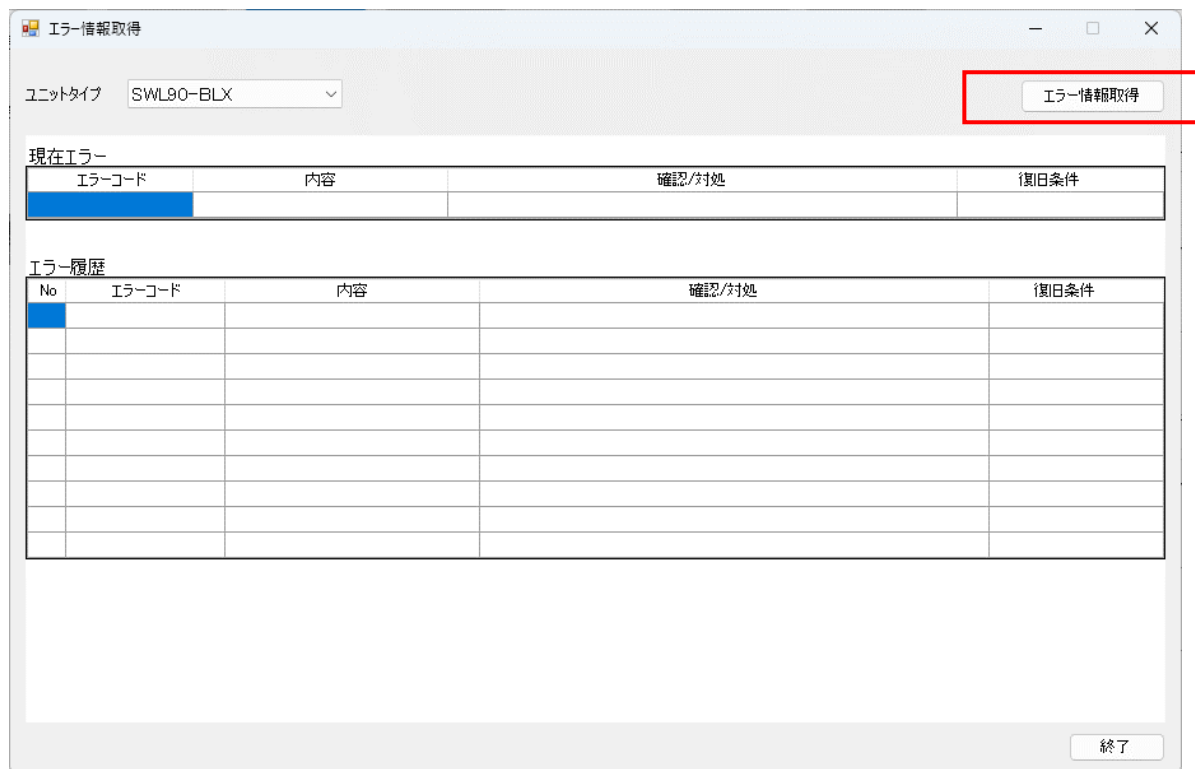 エラー情報取得
ユニットタイプ SWL90-BLX エラー情報取得
現在エラー
エラーコード 内容 確認/対処 復旧条件
エラー履歴
No エラーコード 内容 確認/対処 復旧条件
終了